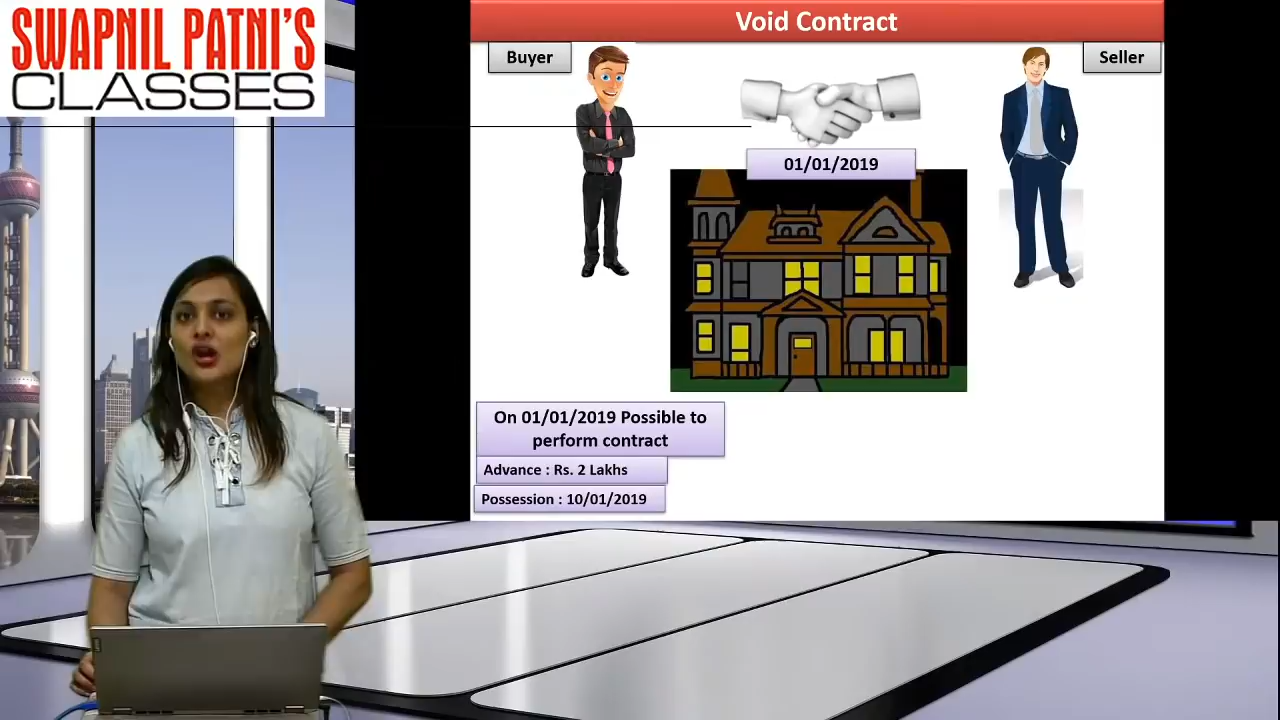 SWAPNIL PATNI'S
CLASSES
Void Contract
Buyer
Seller
01/01/2019
On 01/01/2019 Possible to
perform contract
Advance : Rs. 2 Lakhs
Possession : 10/01/2019